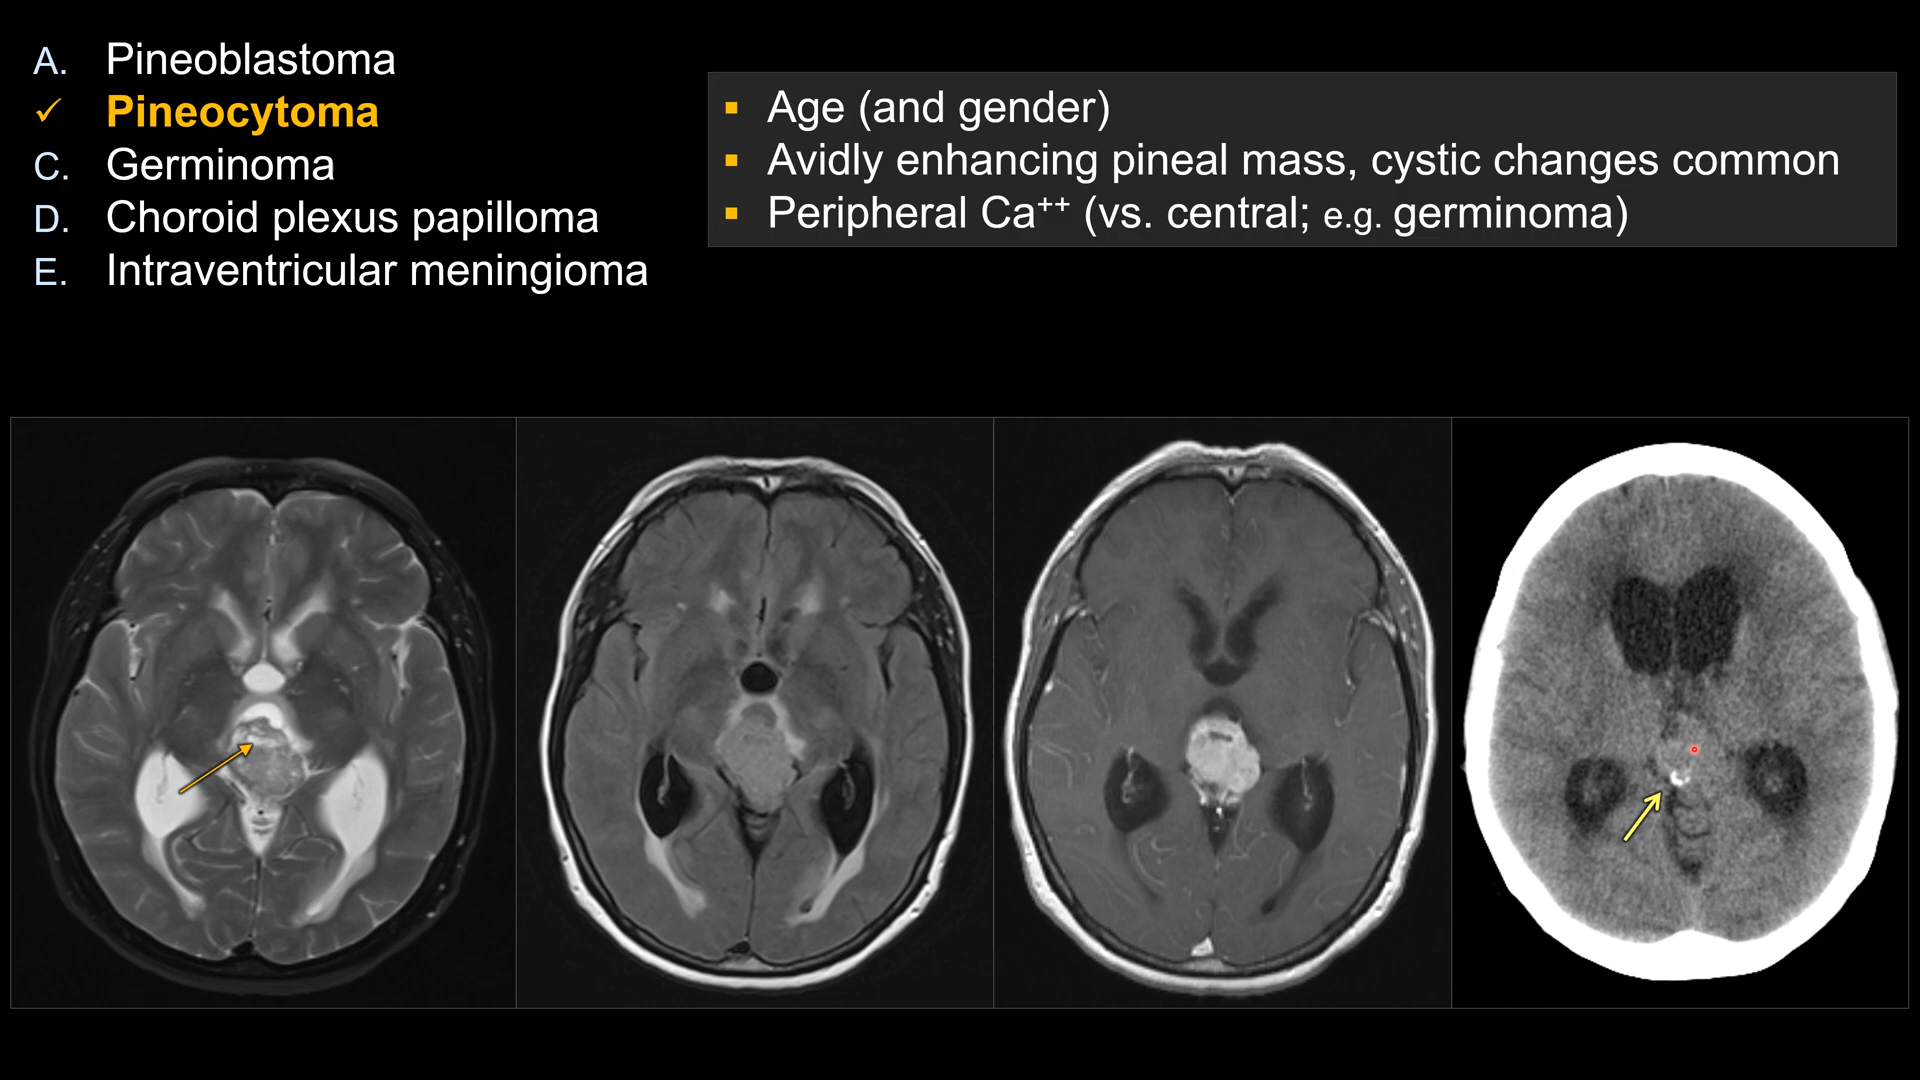 A. Pineoblastoma
✓ Pineocytoma
C. Germinoma
D. Choroid plexus papilloma
E. Intraventricular meningioma
▪ Age (and gender)
▪ Avidly enhancing pineal mass, cystic changes common
▪ Peripheral Ca⁺⁺ (vs. central; e.g. germinoma)